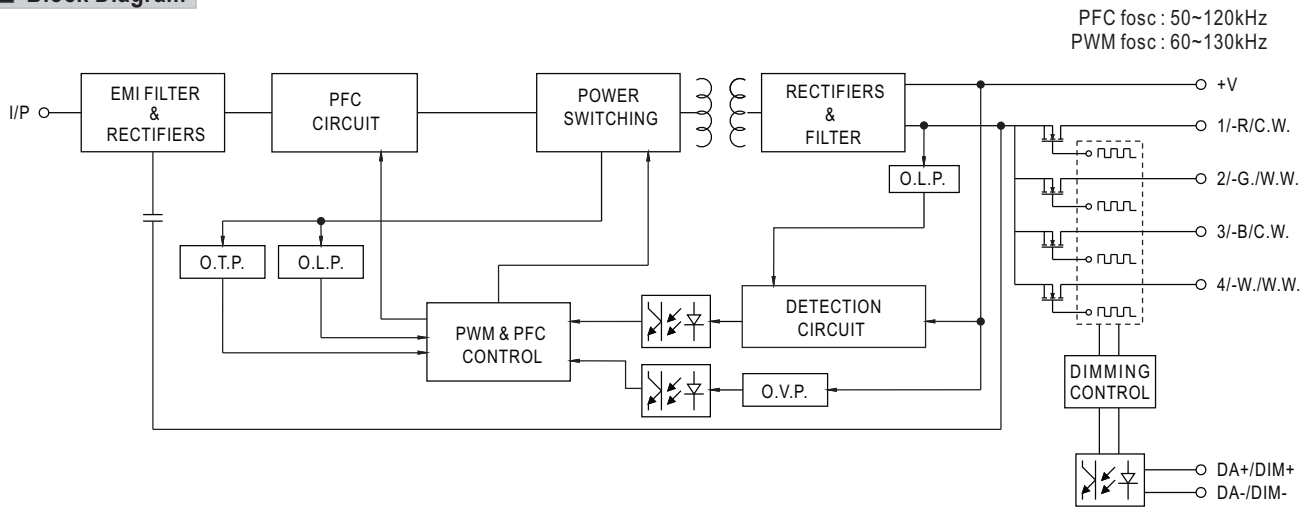 Block Diagram
PFC fosc : 50~120kHz
PWM fosc : 60~130kHz
I/P
EMI FILTER
&
RECTIFIERS
PFC
CIRCUIT
POWER
SWITCHING
RECTIFIERS
&
FILTER
+V
1/-R/C.W.
O.L.P.
2/-G./W.W.
3/-B/C.W.
O.T.P.
O.L.P.
4/-W./W.W.
DETECTION
CIRCUIT
PWM & PFC
CONTROL
DIMMING
CONTROL
O.V.P.
DA+/DIM+
DA-/DIM-